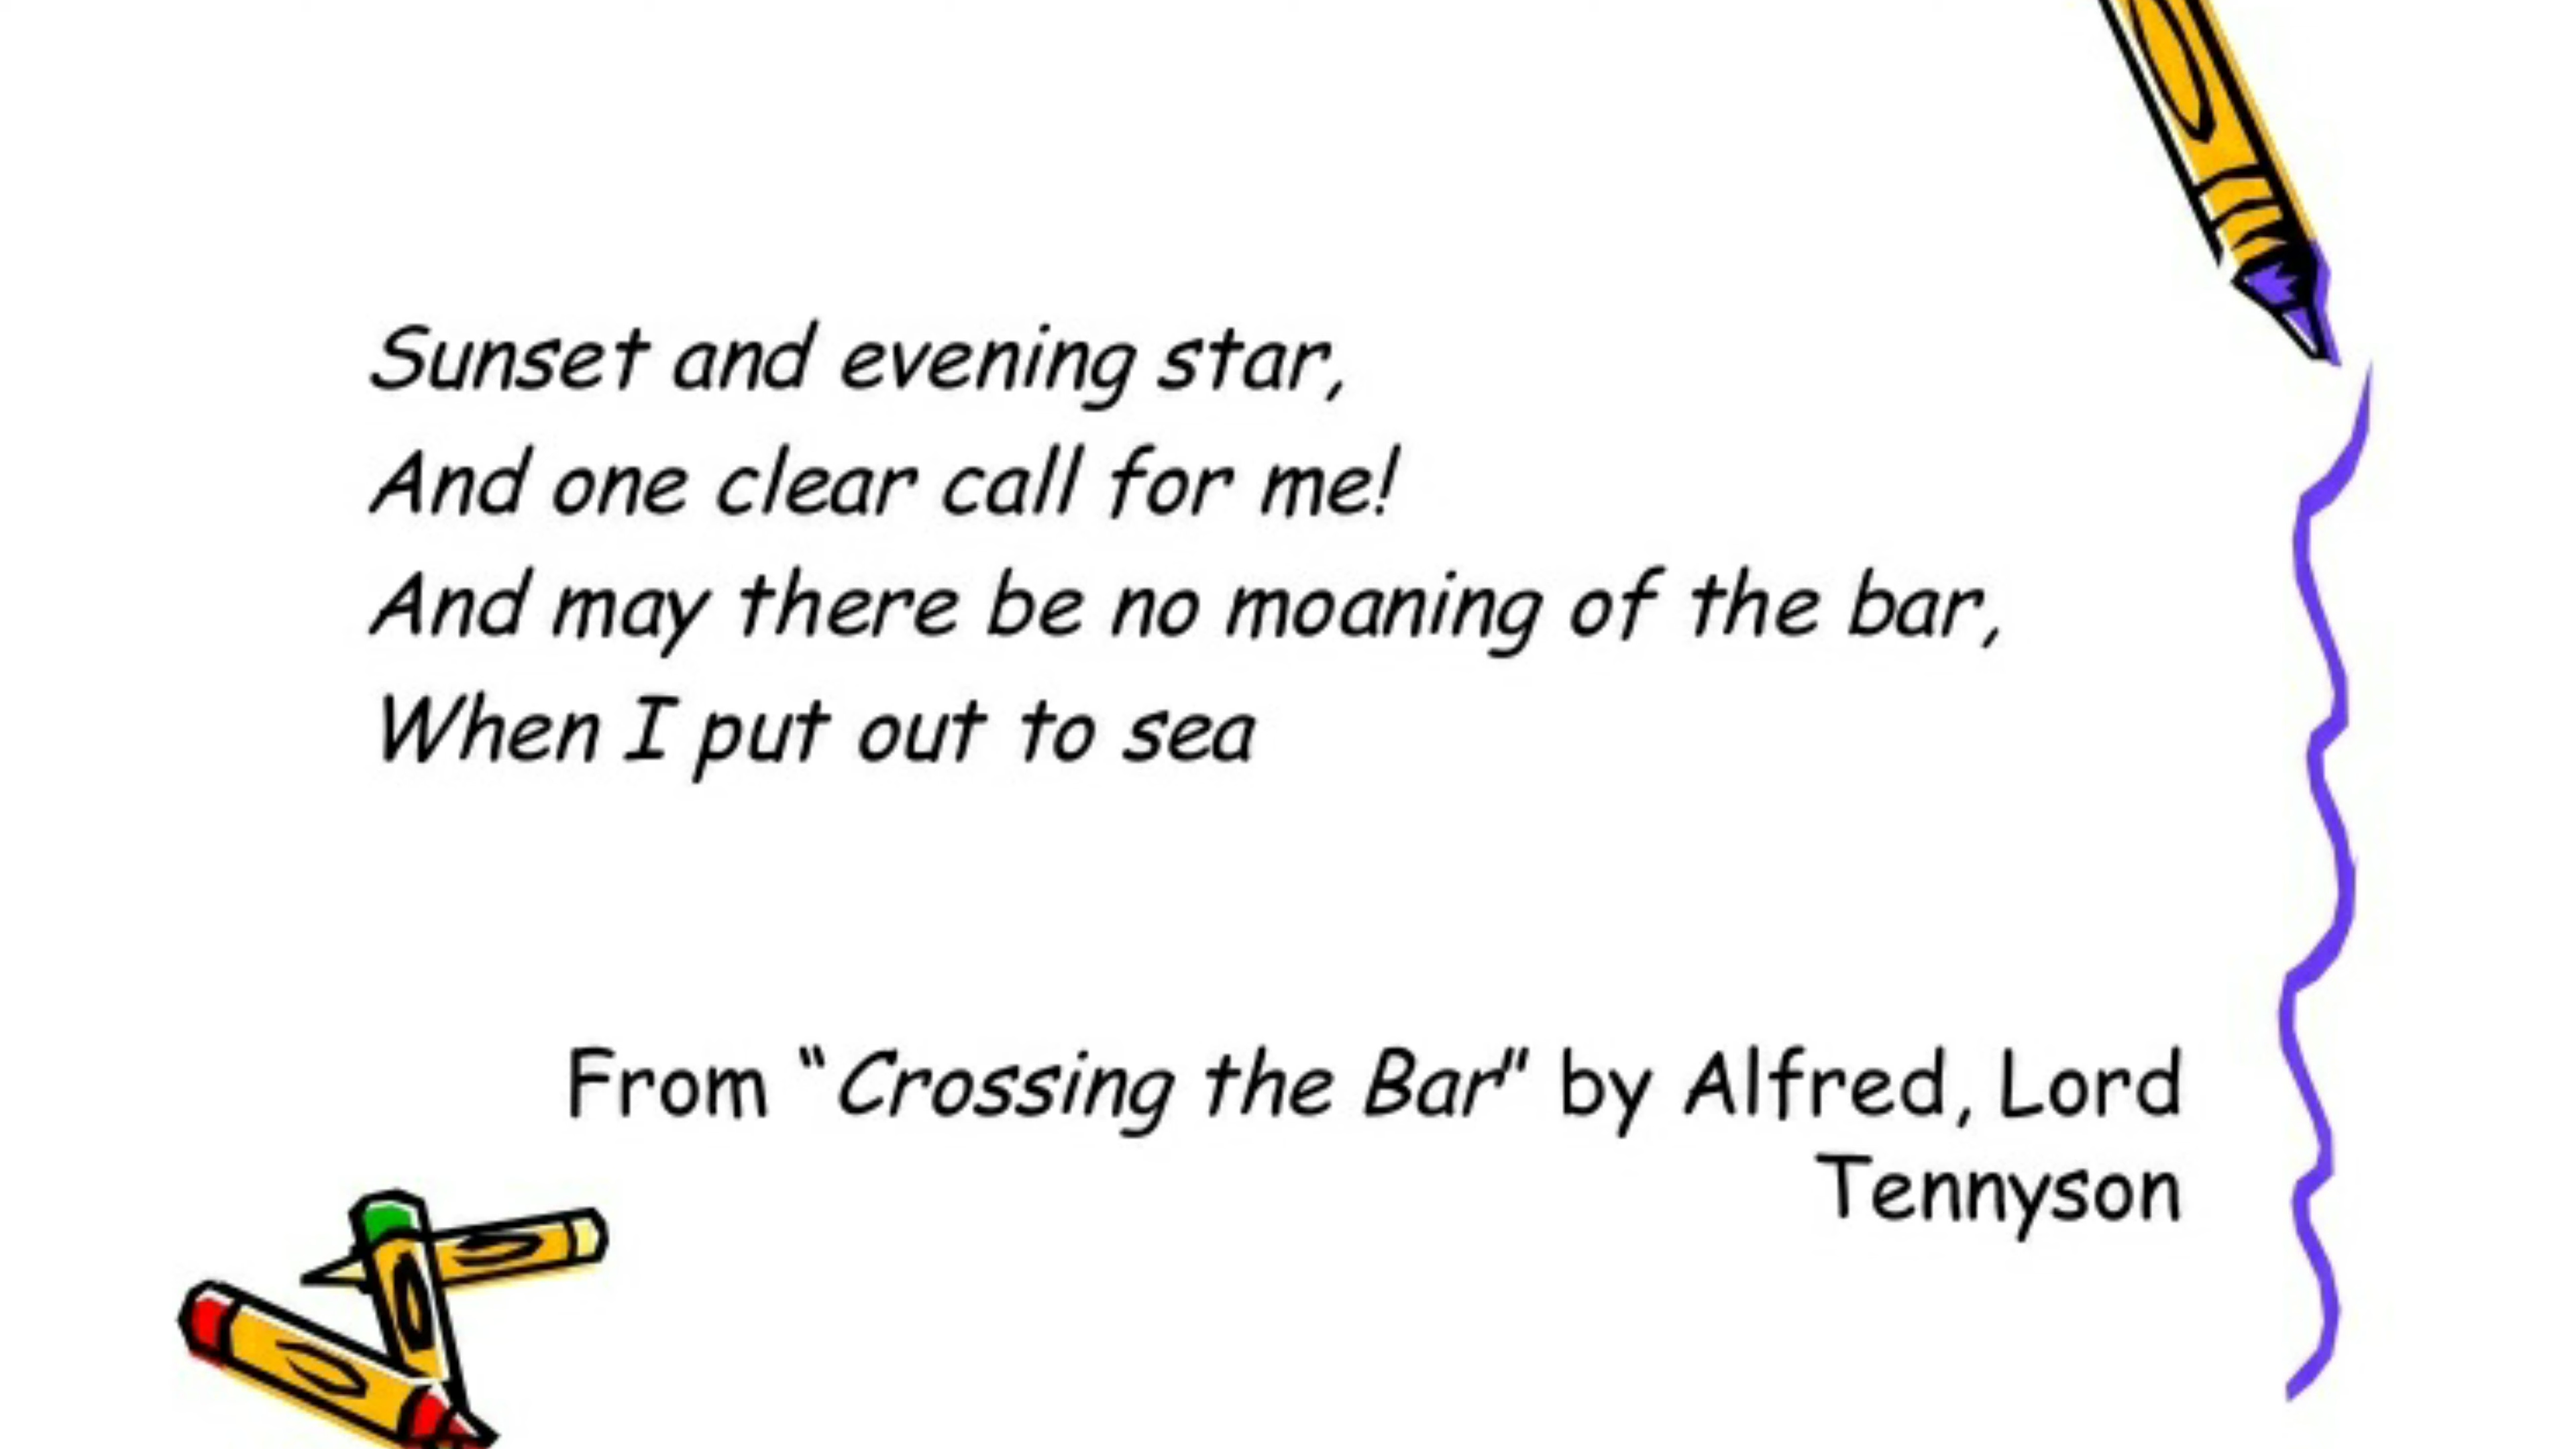 Sunset and evening star,
And one clear call for me!
And may there be no moaning of the bar,
When I put out to sea
From “Crossing the Bar” by Alfred, Lord
Tennyson